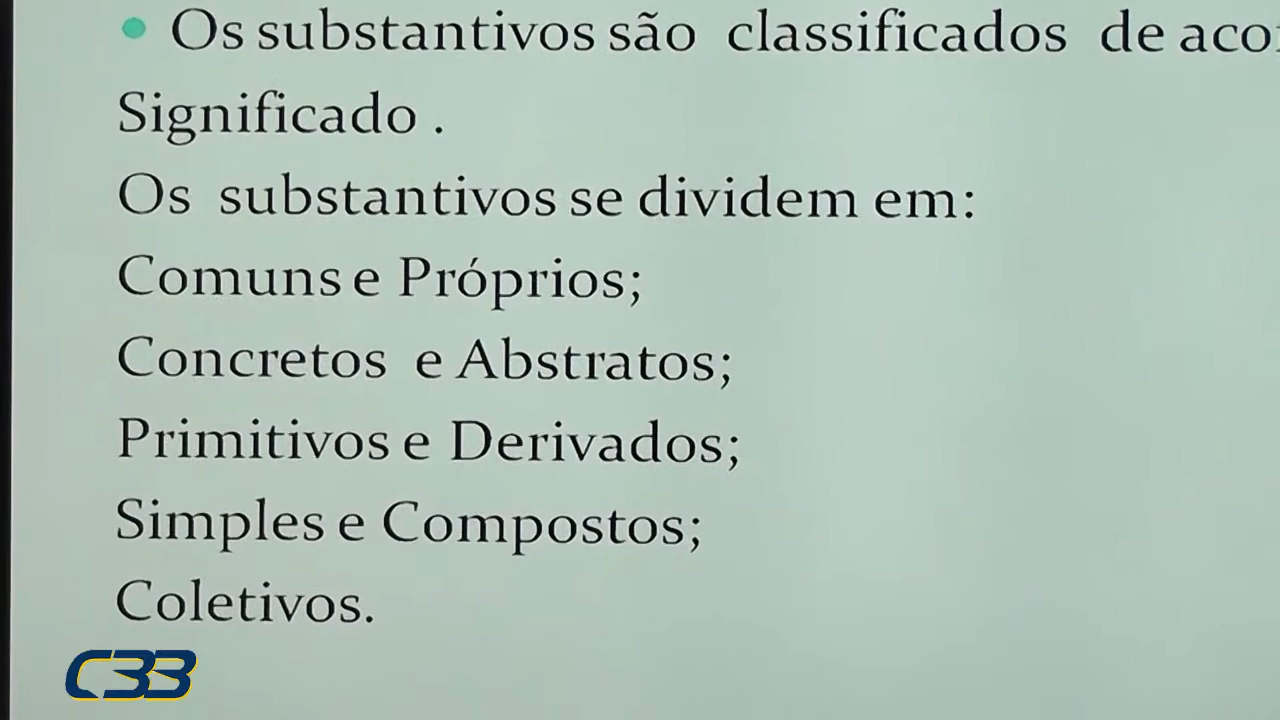 Os substantivos são classificados de
Significado .
Os substantivos se dividem em:
Comuns e Próprios;
Concretos e Abstratos;
Primitivos e Derivados;
Simples e Compostos;
Coletivos.
C33